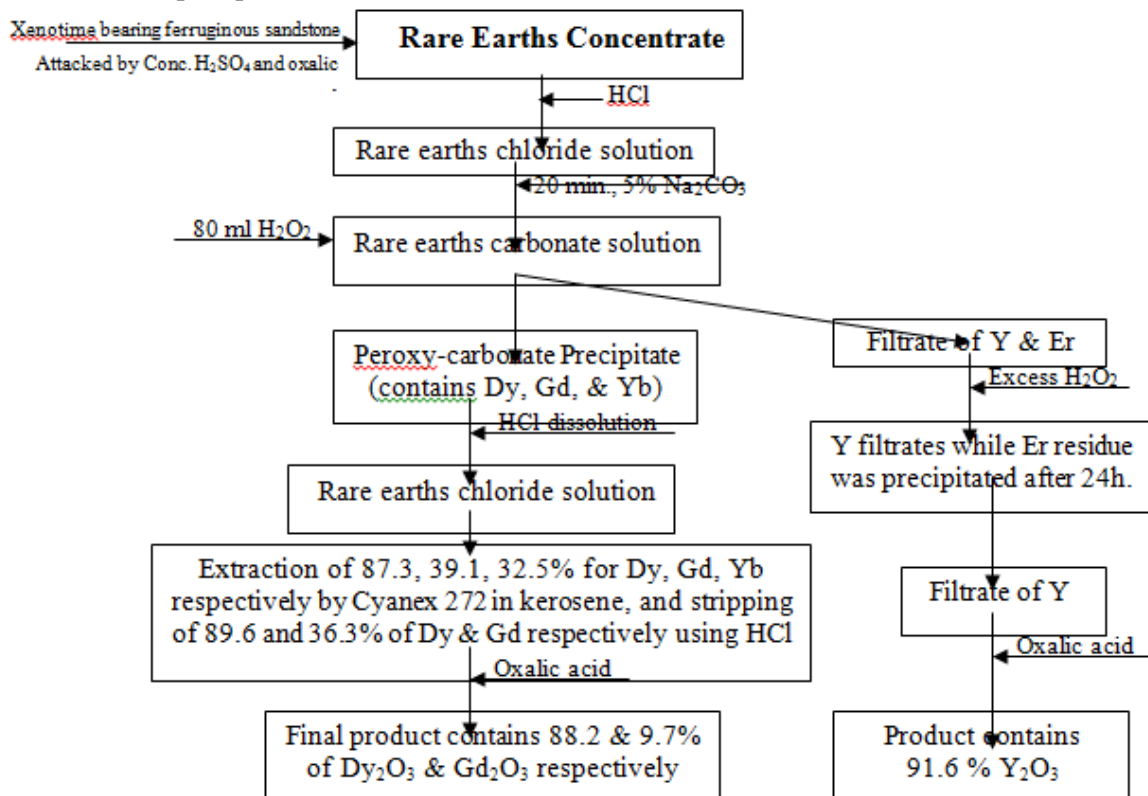 Xenotime bearing ferruginous sandstone
Attacked by Conc. H₂SO₄ and oxalic
Rare Earths Concentrate
HCl
Rare earths chloride solution
20 min., 5% Na₂CO₃
80 ml H₂O₂
Rare earths carbonate solution
Peroxy-carbonate Precipitate
(contains Dy, Gd, & Yb)
Filtrate of Y & Er
Excess H₂O₂
HCl dissolution
Y filtrates while Er residue
was precipitated after 24h.
Rare earths chloride solution
Extraction of 87.3, 39.1, 32.5% for Dy, Gd, Yb
respectively by Cyanex 272 in kerosene, and stripping
of 89.6 and 36.3% of Dy & Gd respectively using HCl
Filtrate of Y
Oxalic acid
Oxalic acid
Final product contains 88.2 & 9.7%
of Dy₂O₃ & Gd₂O₃ respectively
Product contains
91.6 % Y₂O₃